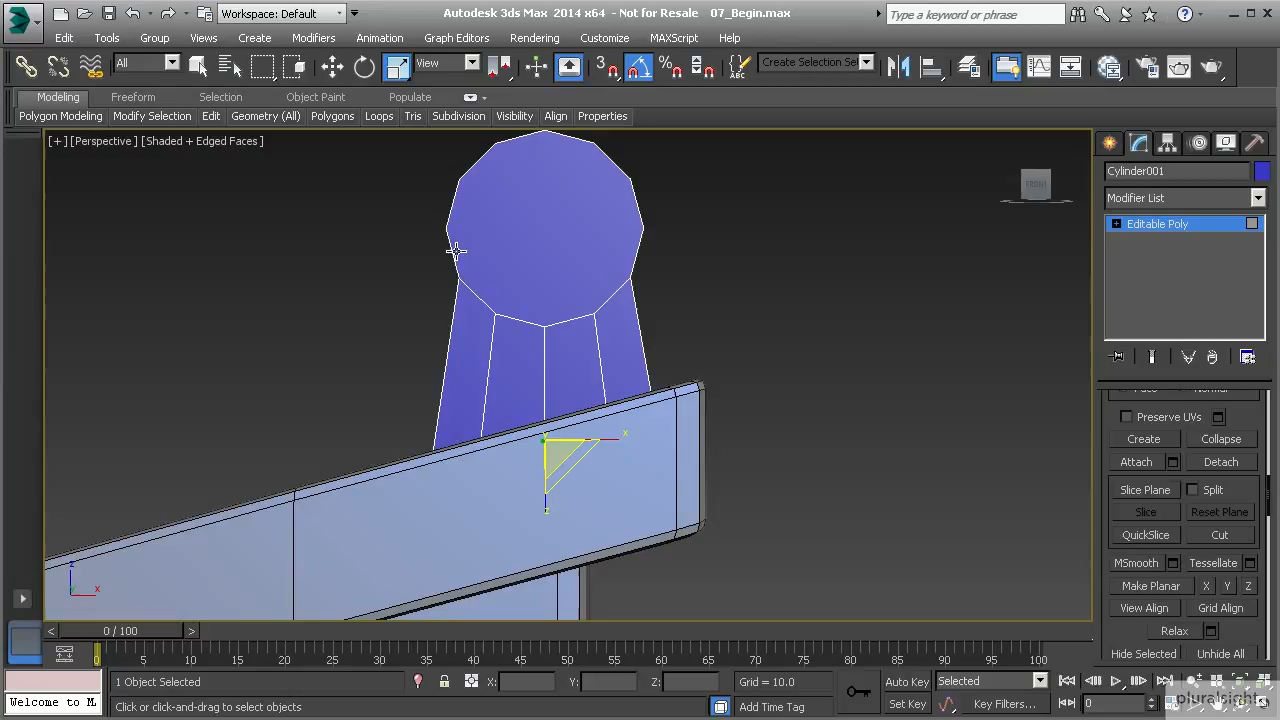 Workspace: Default
Autodesk 3ds Max 2014 x64 - Not for Resale 07_Begin.max
Type a keyword or phrase
Edit Tools Group Views Create Modifiers Animation Graph Editors Rendering Customize MAXScript Help
All View 3 Create Selection Se
Modeling Freeform Selection Object Paint Populate
Polygon Modeling Modify Selection Edit Geometry (All) Polygons Loops Tris Subdivision Visibility Align Properties
[+] [Perspective] [Shaded + Edged Faces]
FRONT
Cylinder001
Modifier List
Editable Poly
Preserve UVs
Create Collapse
Attach Detach
Slice Plane Split
Slice Reset Plane
QuickSlice Cut
MSmooth Tessellate
Make Planar X Y Z
View Align Grid Align
Relax
Hide Selected Unhide All
x
z
z
x
< 0 / 100 >
0 5 10 15 20 25 30 35 40 45 50 55 60 65 70 75 80 85 90 95 100
1 Object Selected X: Y: Z: Grid = 10.0 Auto Key Selected
Welcome to M Click or click-and-drag to select objects Add Time Tag Set Key Key Filters... 0
pluralsight